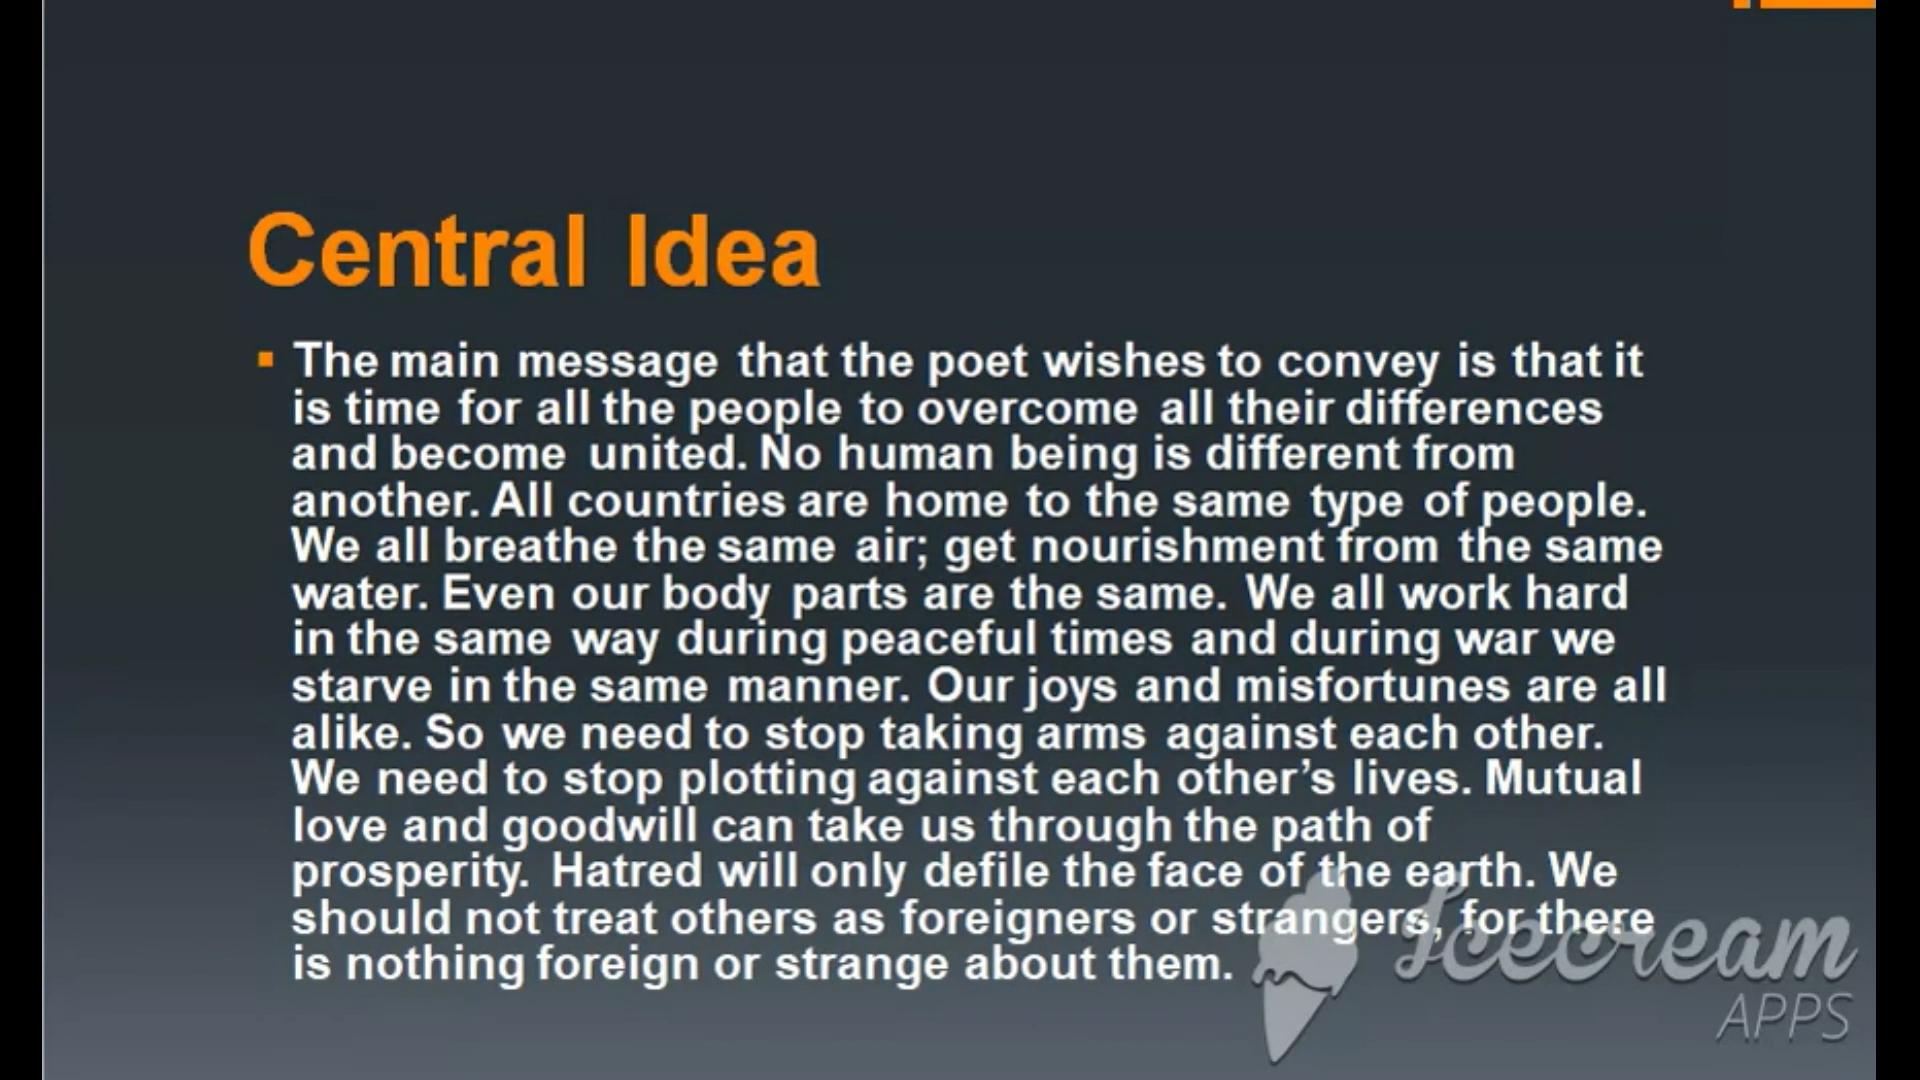 Central Idea
▪ The main message that the poet wishes to convey is that it
is time for all the people to overcome all their differences
and become united. No human being is different from
another. All countries are home to the same type of people.
We all breathe the same air; get nourishment from the same
water. Even our body parts are the same. We all work hard
in the same way during peaceful times and during war we
starve in the same manner. Our joys and misfortunes are all
alike. So we need to stop taking arms against each other.
We need to stop plotting against each other’s lives. Mutual
love and goodwill can take us through the path of
prosperity. Hatred will only defile the face of the earth. We
should not treat others as foreigners or strangers, for there
is nothing foreign or strange about them.
Icecream
APPS